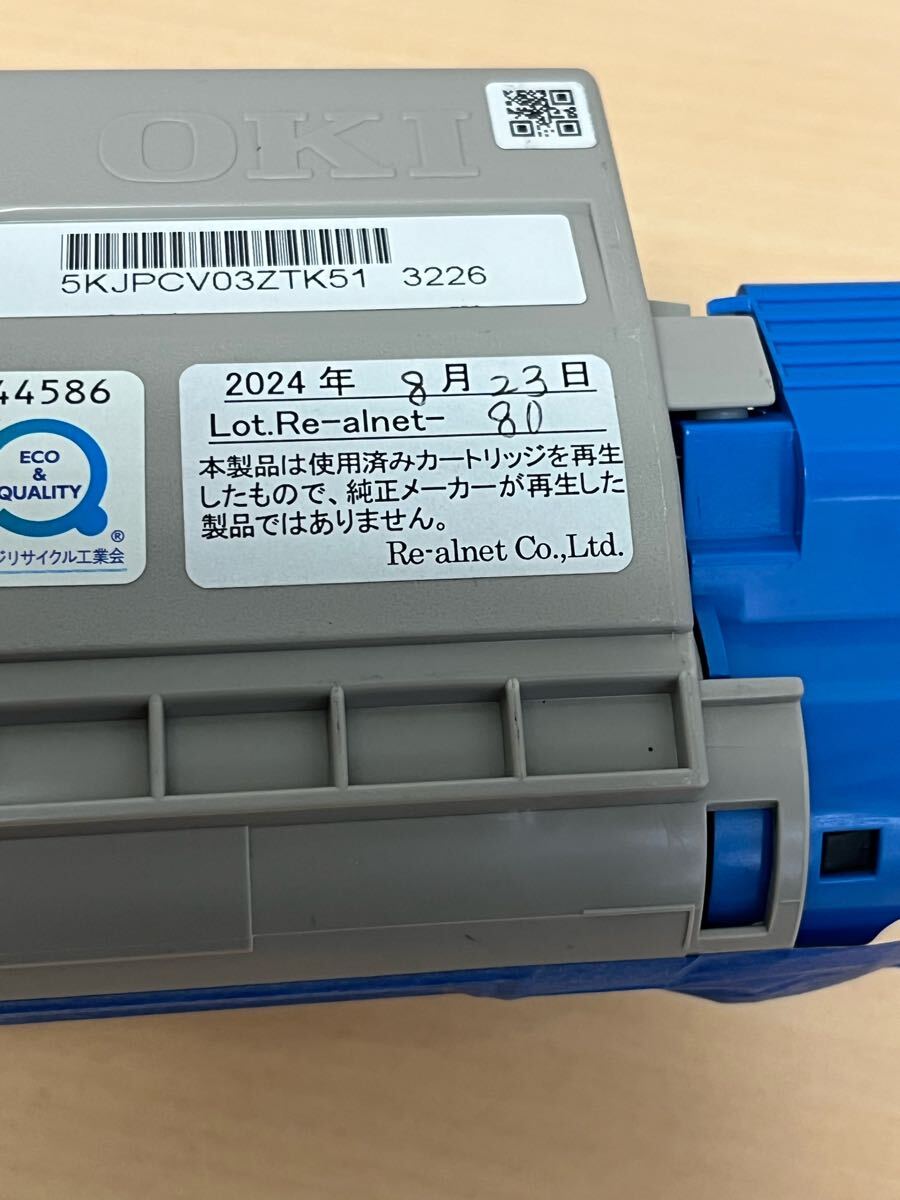 OKI
5KJPCV03ZTK51 3226
44586
ECO
&
QUALITY
®
ジリサイクル工業会
2024 年 8 月 23 日
Lot.Re-alnet- 80
本製品は使用済みカートリッジを再生
したもので、純正メーカーが再生した
製品ではありません。
Re-alnet Co.,Ltd.